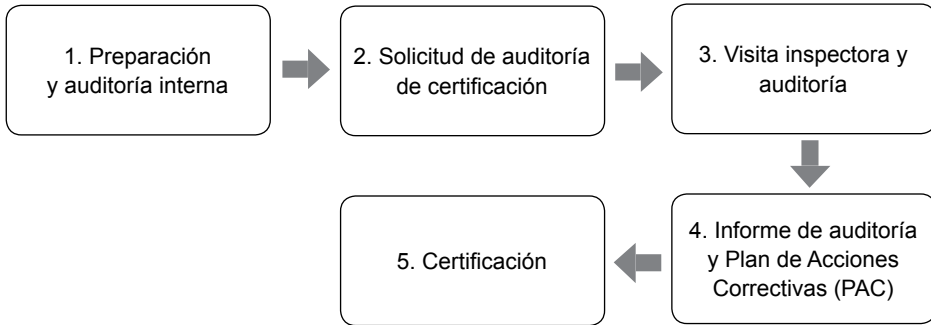 1. Preparación
y auditoría interna
2. Solicitud de auditoría
de certificación
3. Visita inspectora y
auditoría
4. Informe de auditoría
y Plan de Acciones
Correctivas (PAC)
5. Certificación